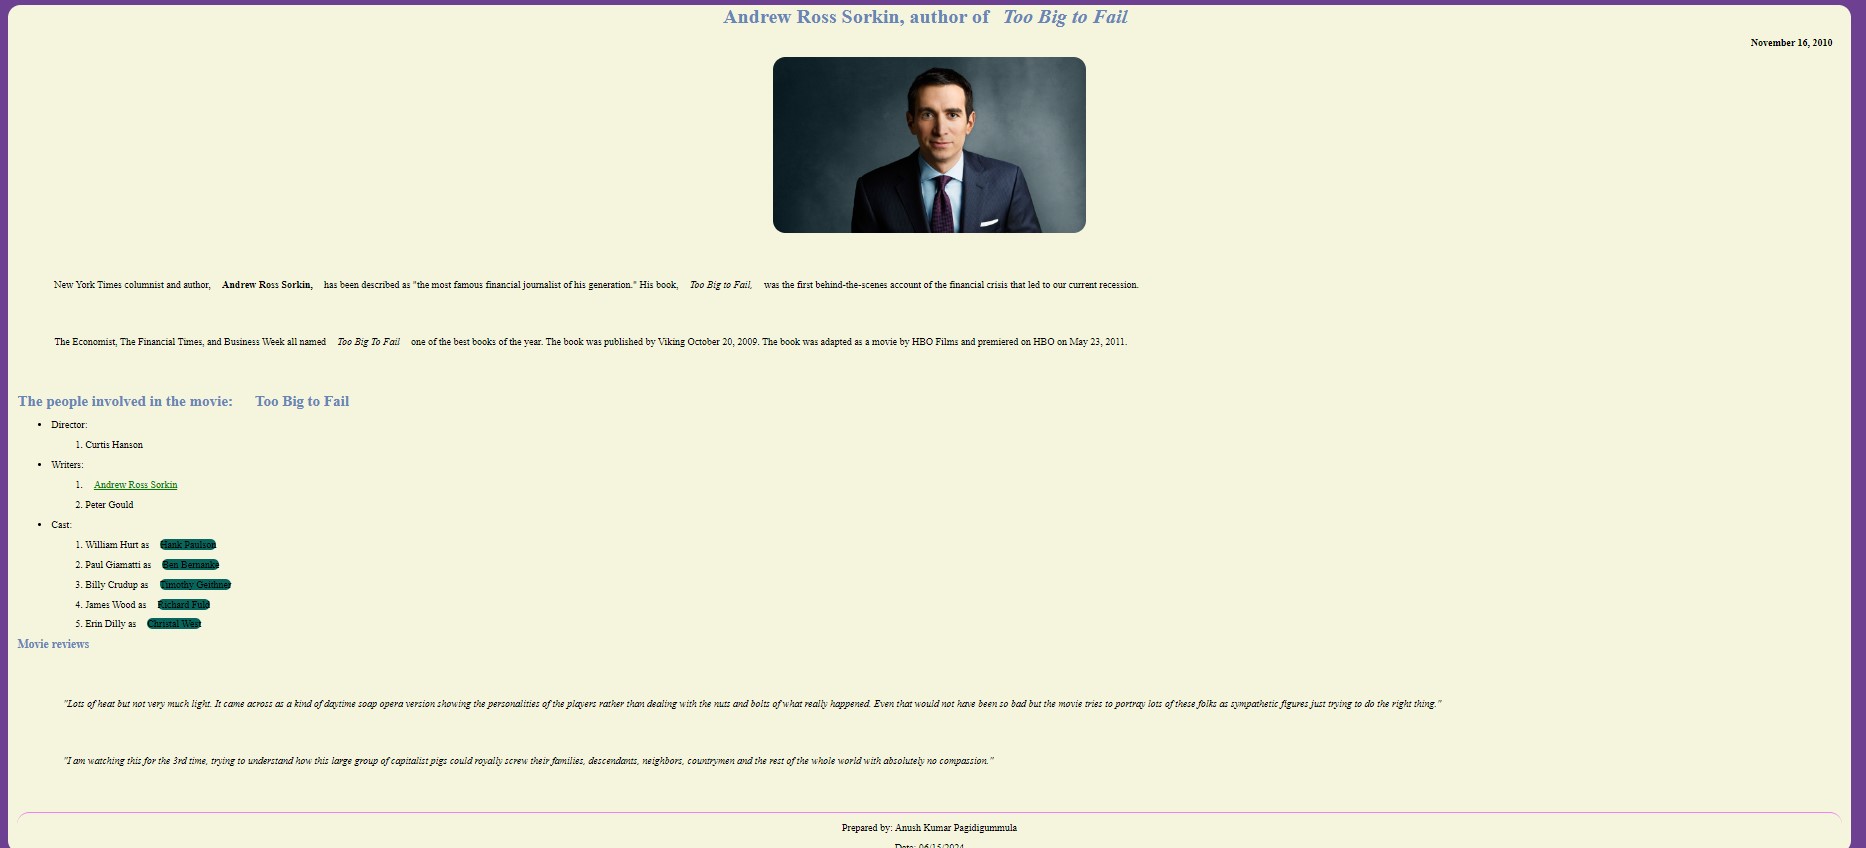 Andrew Ross Sorkin, author of Too Big to Fail
November 16, 2010
New York Times columnist and author, Andrew Ross Sorkin, has been described as "the most famous financial journalist of his generation." His book, Too Big to Fail, was the first behind-the-scenes account of the financial crisis that led to our current recession.
The Economist, The Financial Times, and Business Week all named Too Big To Fail one of the best books of the year. The book was published by Viking October 20, 2009. The book was adapted as a movie by HBO Films and premiered on HBO on May 23, 2011.
The people involved in the movie: Too Big to Fail
• Director:
1. Curtis Hanson
• Writers:
1. Andrew Ross Sorkin
2. Peter Gould
• Cast:
1. William Hurt as Hank Paulson
2. Paul Giamatti as Ben Bernanke
3. Billy Crudup as Timothy Geithner
4. James Wood as Richard Fuld
5. Erin Dilly as Christal West
Movie reviews
"Lots of heat but not very much light. It came across as a kind of daytime soap opera version showing the personalities of the players rather than dealing with the nuts and bolts of what really happened. Even that would not have been so bad but the movie tries to portray lots of these folks as sympathetic figures just trying to do the right thing."
"I am watching this for the 3rd time, trying to understand how this large group of capitalist pigs could royally screw their families, descendants, neighbors, countrymen and the rest of the whole world with absolutely no compassion."
Prepared by: Anush Kumar Pagidigummula
Date: 06/15/2024